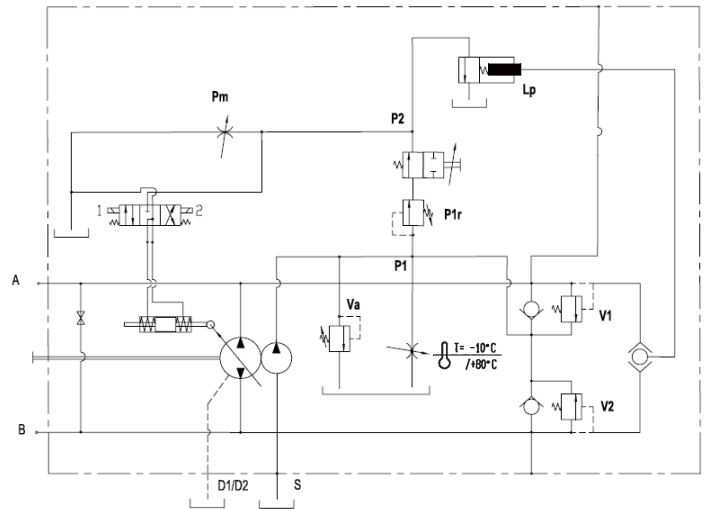 Pm
Lp
P2
1
2
P1r
P1
A
Va
V1
T= -10°C
/+80°C
V2
B
D1/D2
S